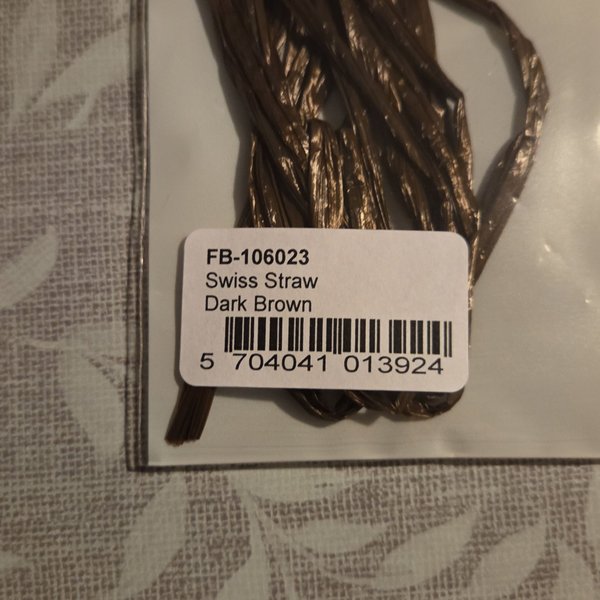 FB-106023
Swiss Straw
Dark Brown
5 704041 013924